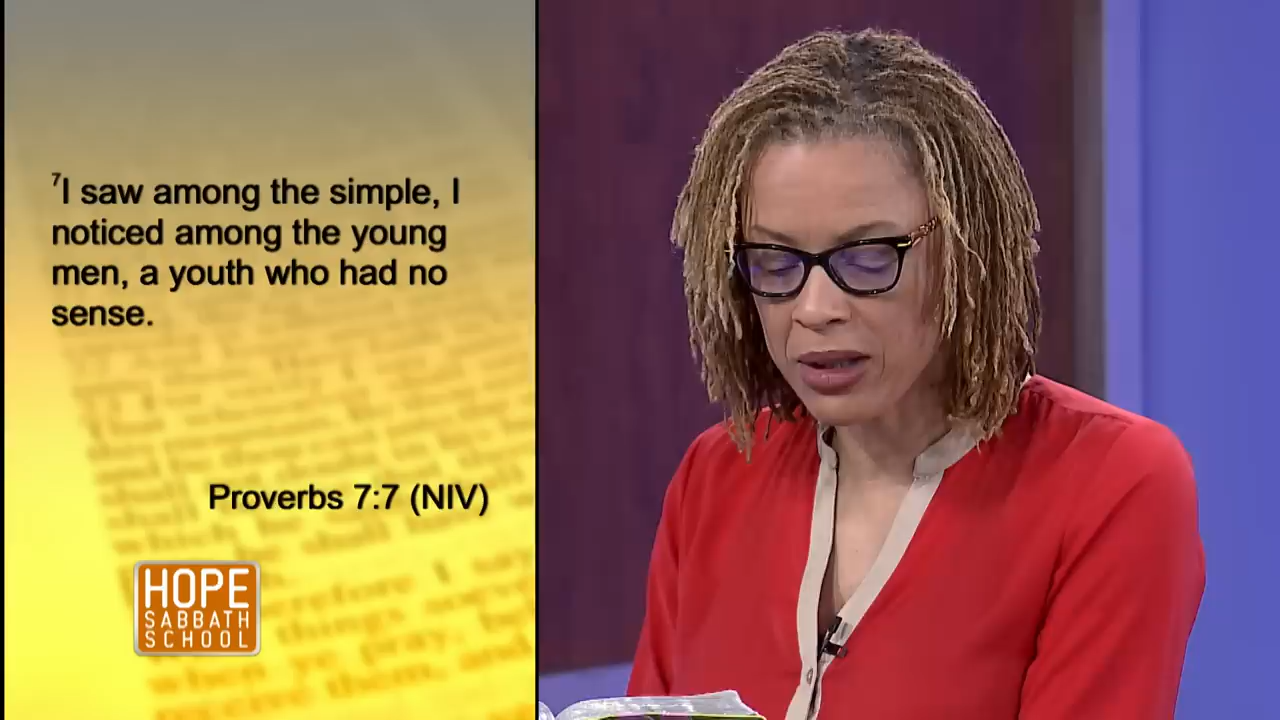 ⁷I saw among the simple, I
noticed among the young
men, a youth who had no
sense.
Proverbs 7:7 (NIV)
HOPE
SABBATH
SCHOOL